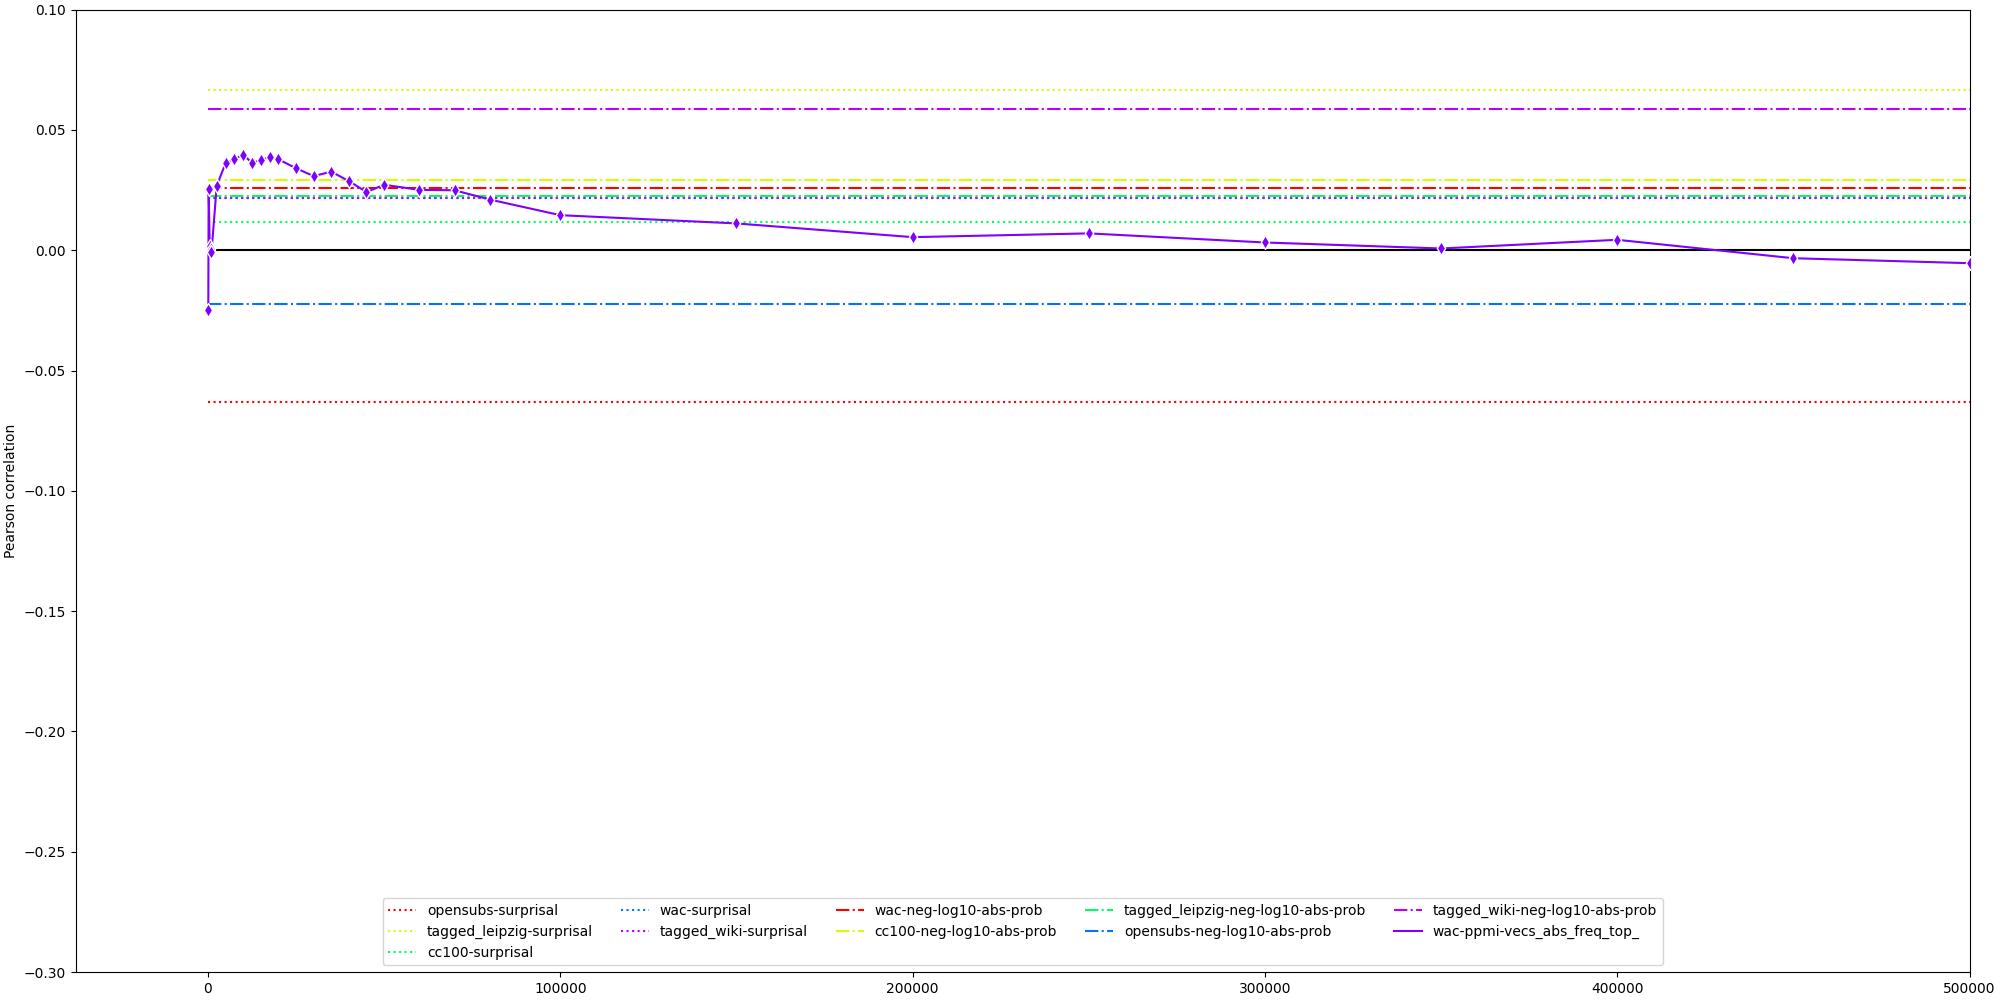 0.10
0.05
0.00
−0.05
−0.10
−0.15
−0.20
−0.25
−0.30
Pearson correlation
opensubs-surprisal
tagged_leipzig-surprisal
cc100-surprisal
wac-surprisal
tagged_wiki-surprisal
wac-neg-log10-abs-prob
cc100-neg-log10-abs-prob
tagged_leipzig-neg-log10-abs-prob
opensubs-neg-log10-abs-prob
tagged_wiki-neg-log10-abs-prob
wac-ppmi-vecs_abs_freq_top_
0 100000 200000 300000 400000 500000